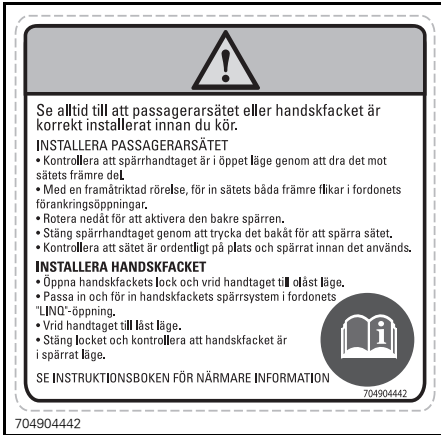 Se alltid till att passagerarsätet eller handskfacket är
korrekt installerat innan du kör.
INSTALLERA PASSAGERARSÄTET
• Kontrollera att spärrhandtaget är i öppet läge genom att dra det mot
sätets främre del.
• Med en framåtriktad rörelse, för in sätets båda främre flikar i fordonets
förankringsöppningar.
• Rotera nedåt för att aktivera den bakre spärren.
• Stäng spärrhandtaget genom att trycka det bakåt för att spärra sätet.
• Kontrollera att sätet är ordentligt på plats och spärrat innan det används.
INSTALLERA HANDSKFACKET
• Öppna handskfackets lock och vrid handtaget till olåst läge.
• Passa in och för in handskfackets spärrsystem i fordonets
"LINQ"-öppning.
• Vrid handtaget till låst läge.
• Stäng locket och kontrollera att handskfacket är
i spärrat läge.
SE INSTRUKTIONSBOKEN FÖR NÄRMARE INFORMATION
704904442
704904442